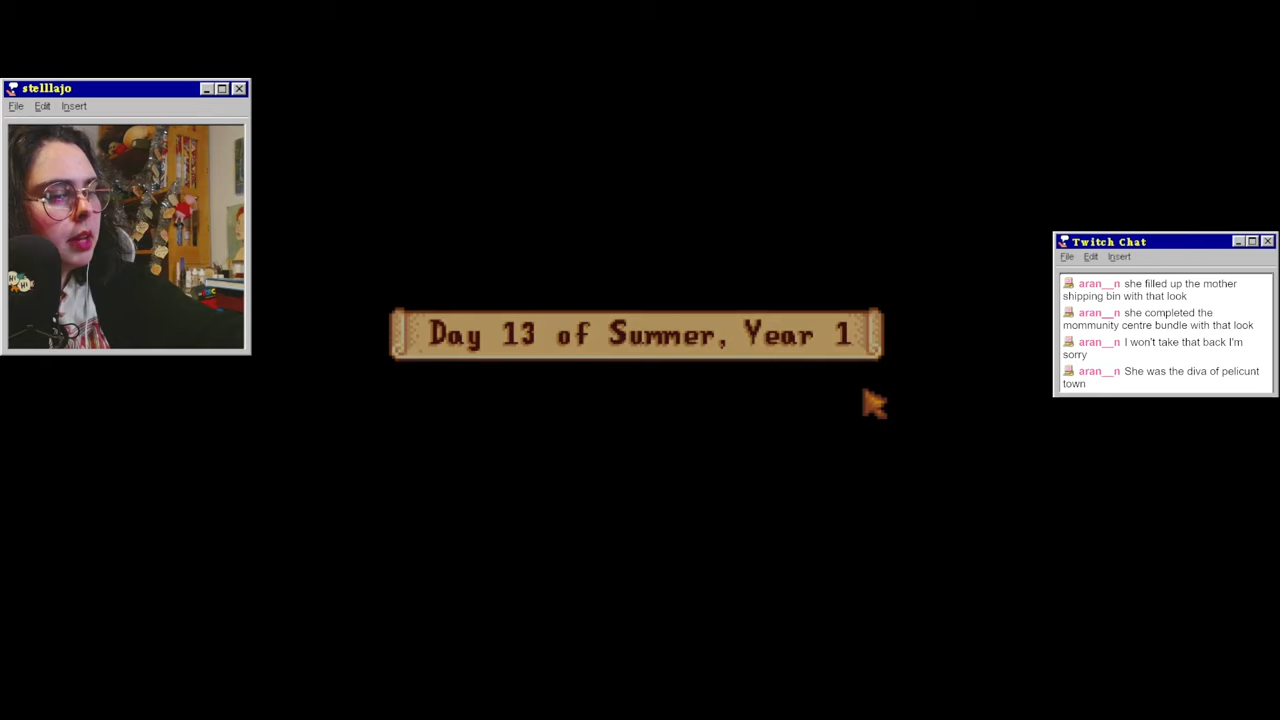 stelllajo
File Edit Insert
Day 13 of Summer, Year 1
Twitch Chat
File Edit Insert
aran__n she filled up the mother
shipping bin with that look
aran__n she completed the
mommunity centre bundle with that look
aran__n I won't take that back I'm
sorry
aran__n She was the diva of pelicunt
town